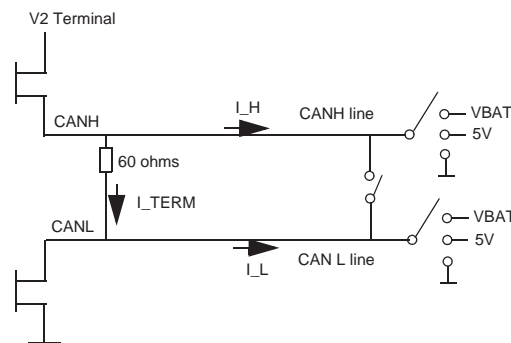 V2 Terminal
I_H
CANH
CANH line
VBAT
5V
60 ohms
I_TERM
CANL
VBAT
5V
I_L
CAN L line